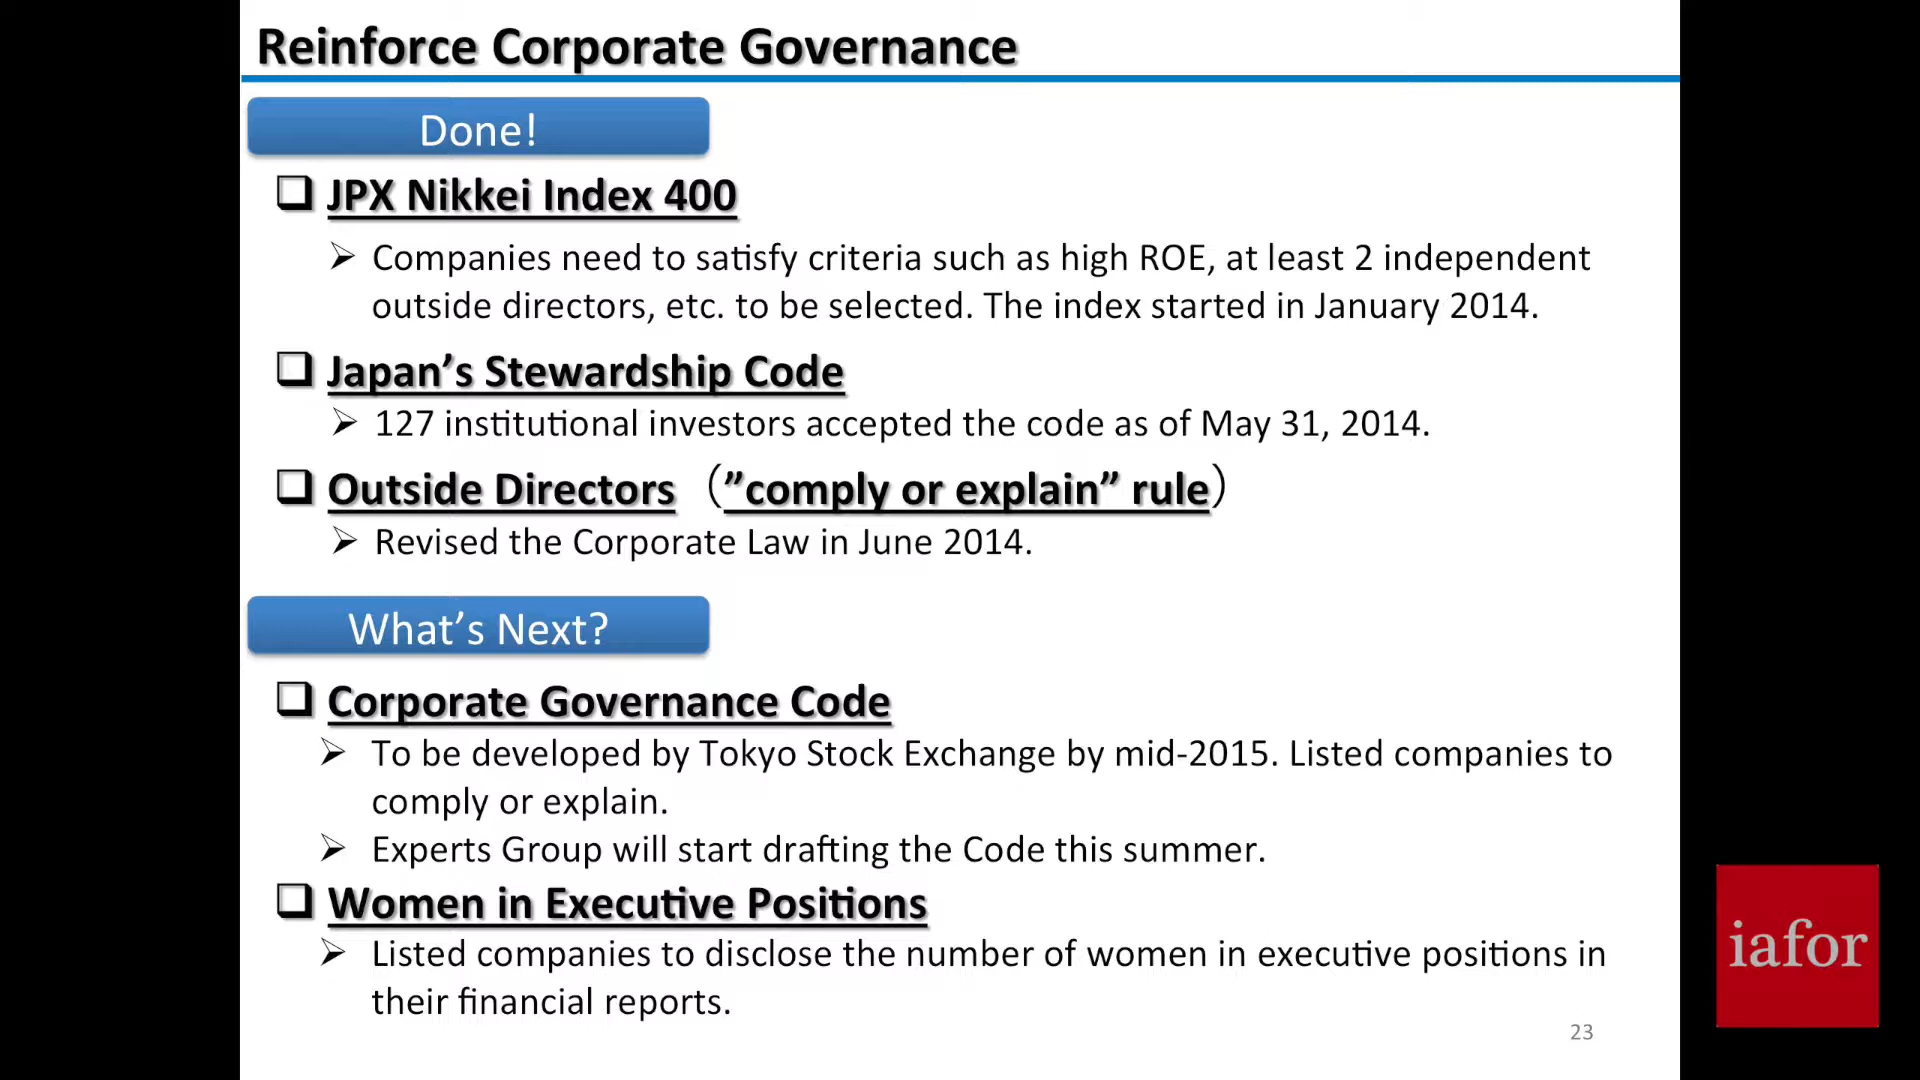 Reinforce Corporate Governance
Done!
❑ JPX Nikkei Index 400
➢ Companies need to satisfy criteria such as high ROE, at least 2 independent
outside directors, etc. to be selected. The index started in January 2014.
❑ Japan’s Stewardship Code
➢ 127 institutional investors accepted the code as of May 31, 2014.
❑ Outside Directors（”comply or explain” rule）
➢ Revised the Corporate Law in June 2014.
What’s Next?
❑ Corporate Governance Code
➢ To be developed by Tokyo Stock Exchange by mid-2015. Listed companies to
comply or explain.
➢ Experts Group will start drafting the Code this summer.
❑ Women in Executive Positions
➢ Listed companies to disclose the number of women in executive positions in
their financial reports.
23
iafor